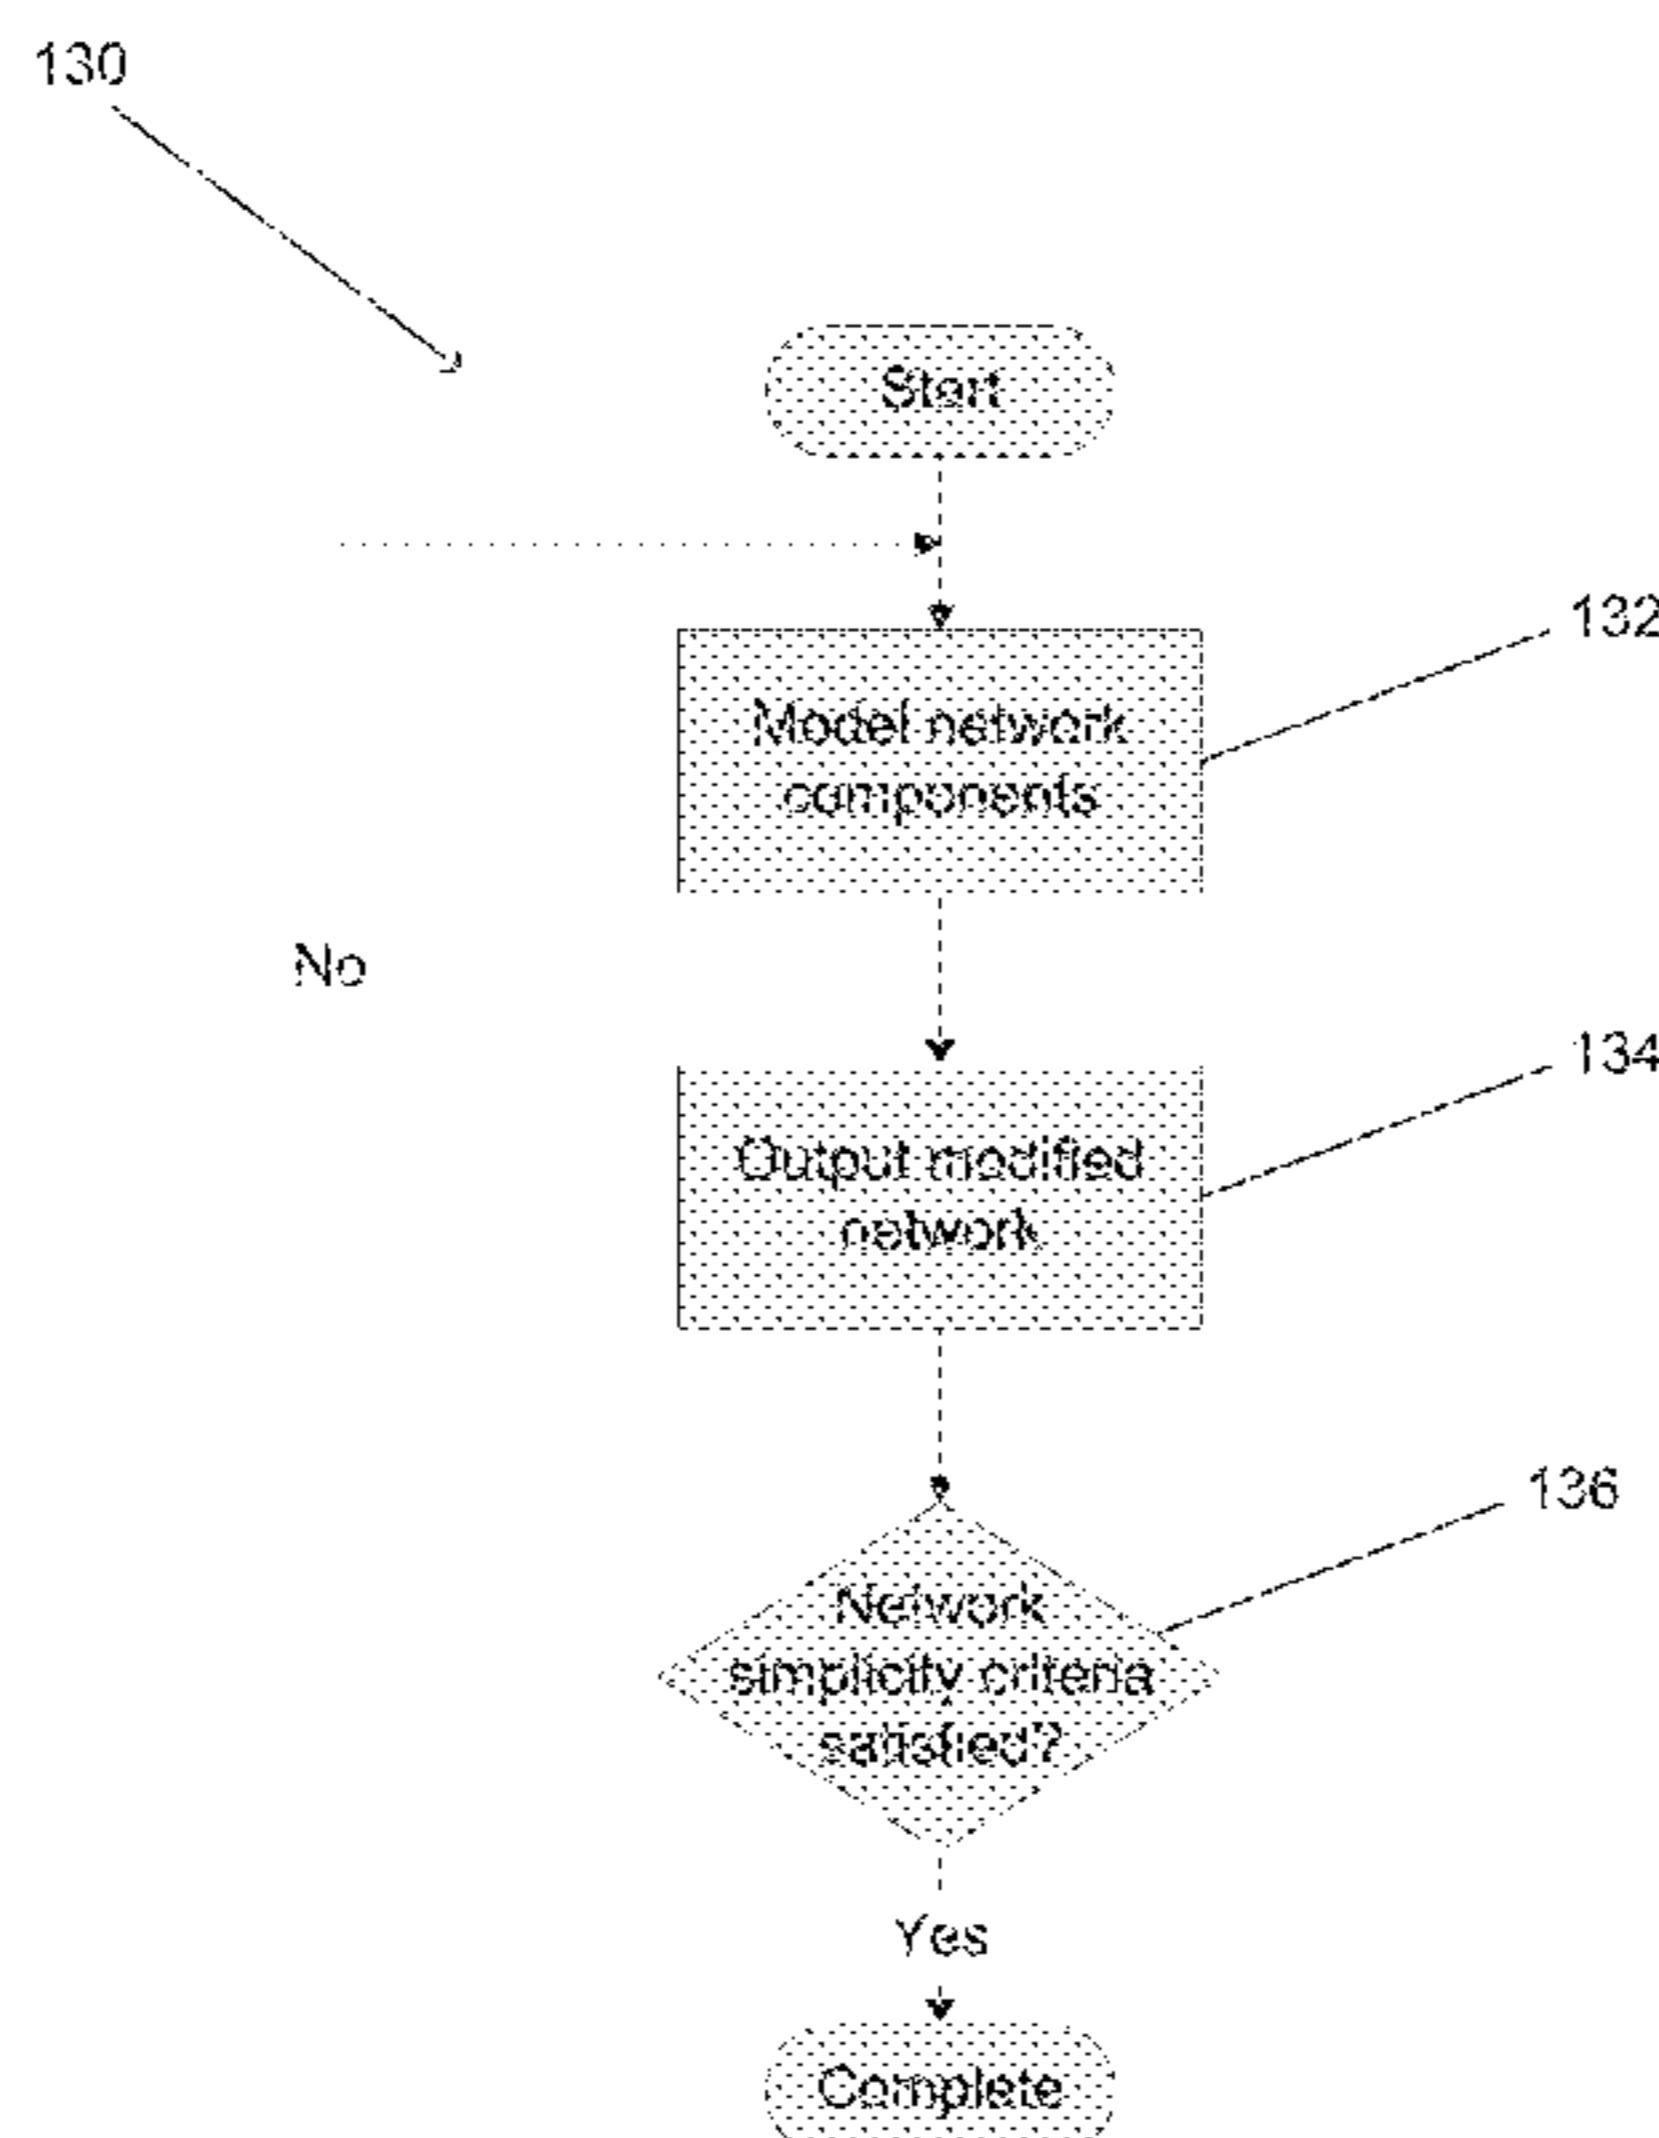 130
Start
132
Model network
components
No
134
Output modified
network
136
Network
simplicity criteria
satisfied?
Yes
Complete